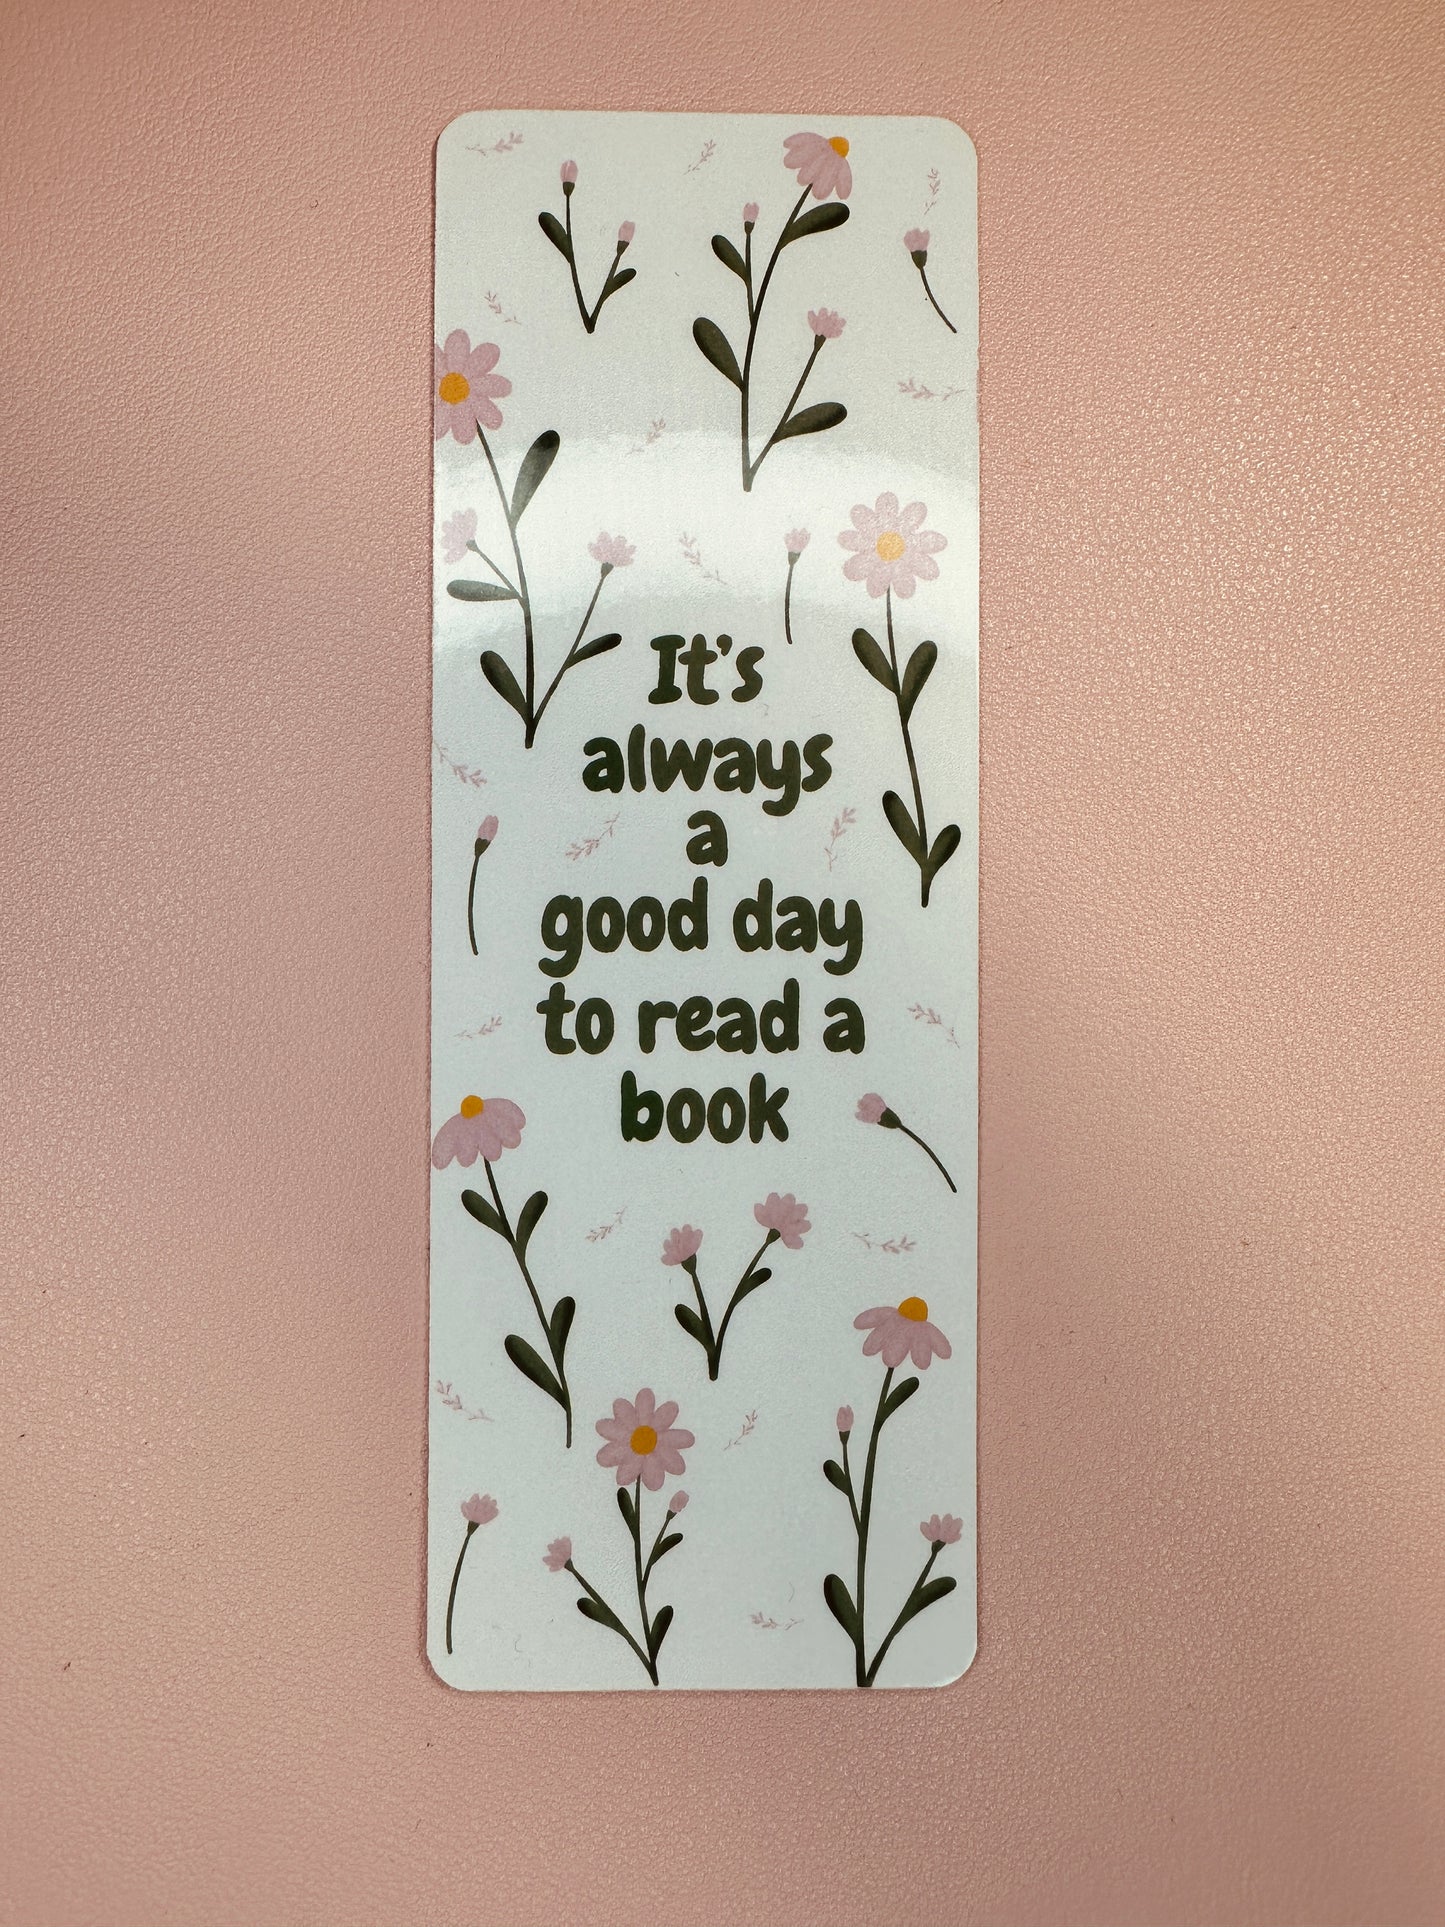 It's
always
a
good day
to read a
book